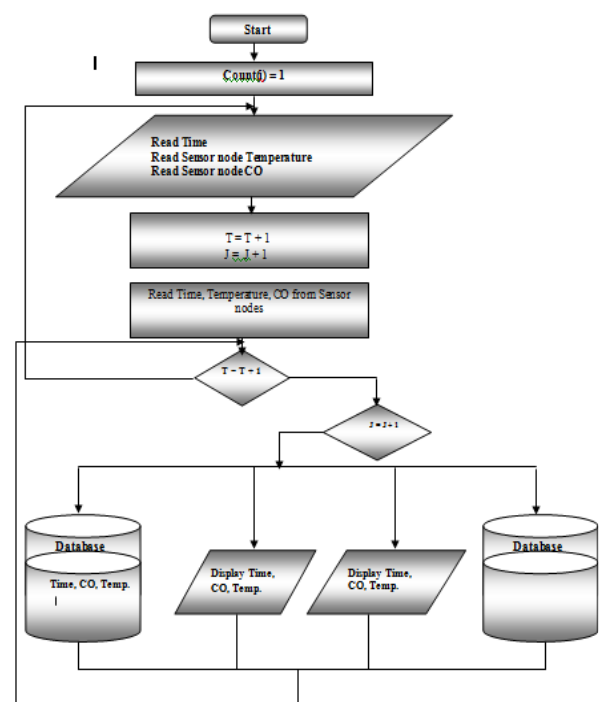 Start
Count(i) = 1
Read Time
Read Sensor node Temperature
Read Sensor node CO
T = T + 1
J = J + 1
Read Time, Temperature, CO from Sensor
nodes
T = T + 1
J = J + 1
Database
Time, CO, Temp.
Display Time,
CO, Temp.
Display Time,
CO, Temp.
Database